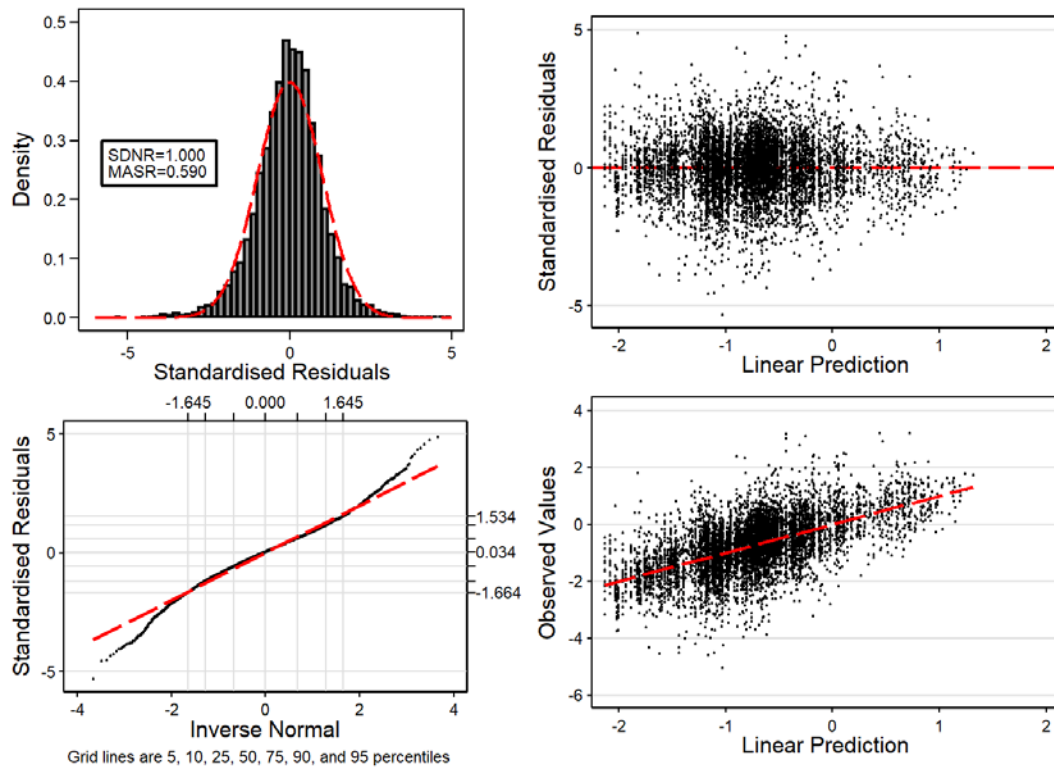 0.5
0.4
0.3
0.2
0.1
0.0
Density
SDNR=1.000
MASR=0.590
-5 0 5
Standardised Residuals
5
0
-5
Standardised Residuals
-2 -1 0 1 2
Linear Prediction
-1.645 0.000 1.645
5
0
-5
Standardised Residuals
1.534
0.034
-1.664
-4 -2 0 2 4
Inverse Normal
Grid lines are 5, 10, 25, 50, 75, 90, and 95 percentiles
4
2
0
-2
-4
-6
Observed Values
-2 -1 0 1 2
Linear Prediction